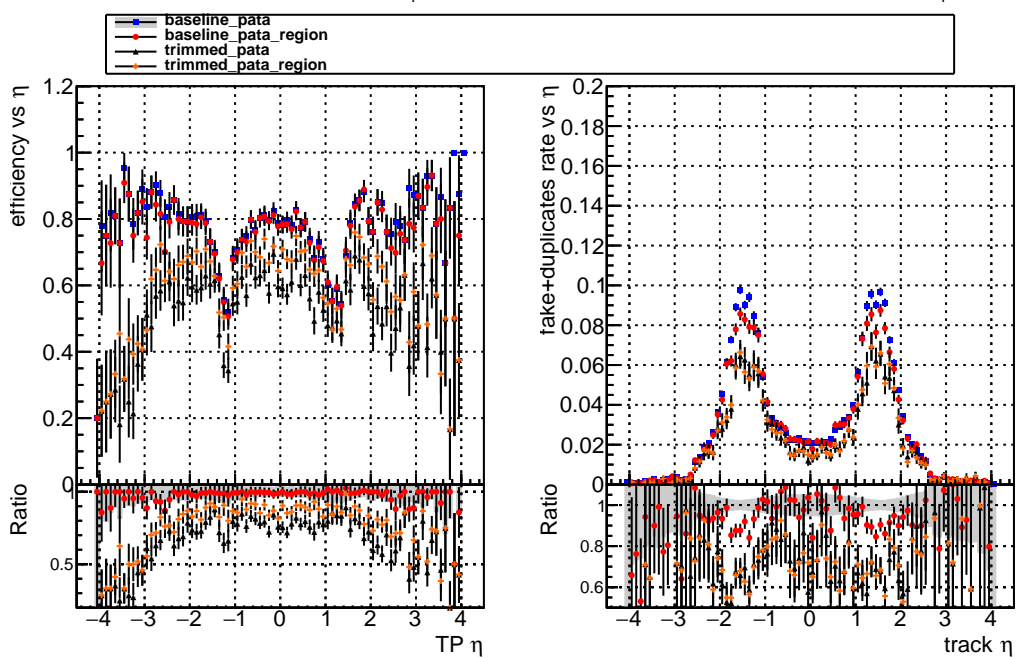 baseline_pata
baseline_pata_region
trimmed_pata
trimmed_pata_region
efficiency vs η
1.2
1
0.8
0.6
0.4
0.2
0
Ratio
0.5
−4 −3 −2 −1 0 1 2 3 4
TP η
fake+duplicates rate vs η
0.2
0.18
0.16
0.14
0.12
0.1
0.08
0.06
0.04
0.02
0
Ratio
1
0.8
0.6
−4 −3 −2 −1 0 1 2 3 4
track η